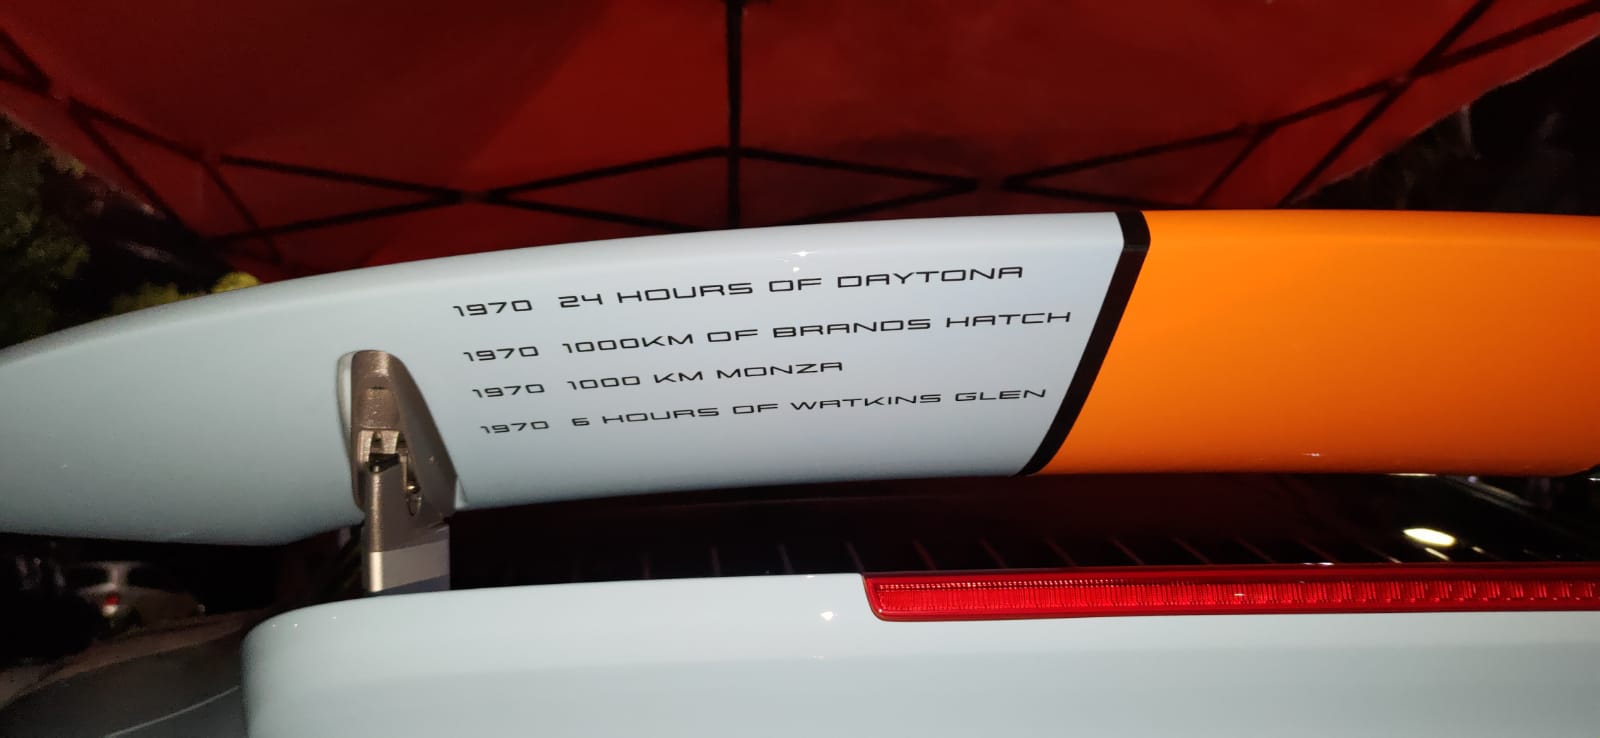 1970 24 HOURS OF DAYTONA
1970 1000KM OF BRANDS HATCH
1970 1000 KM MONZA
1970 6 HOURS OF WATKINS GLEN